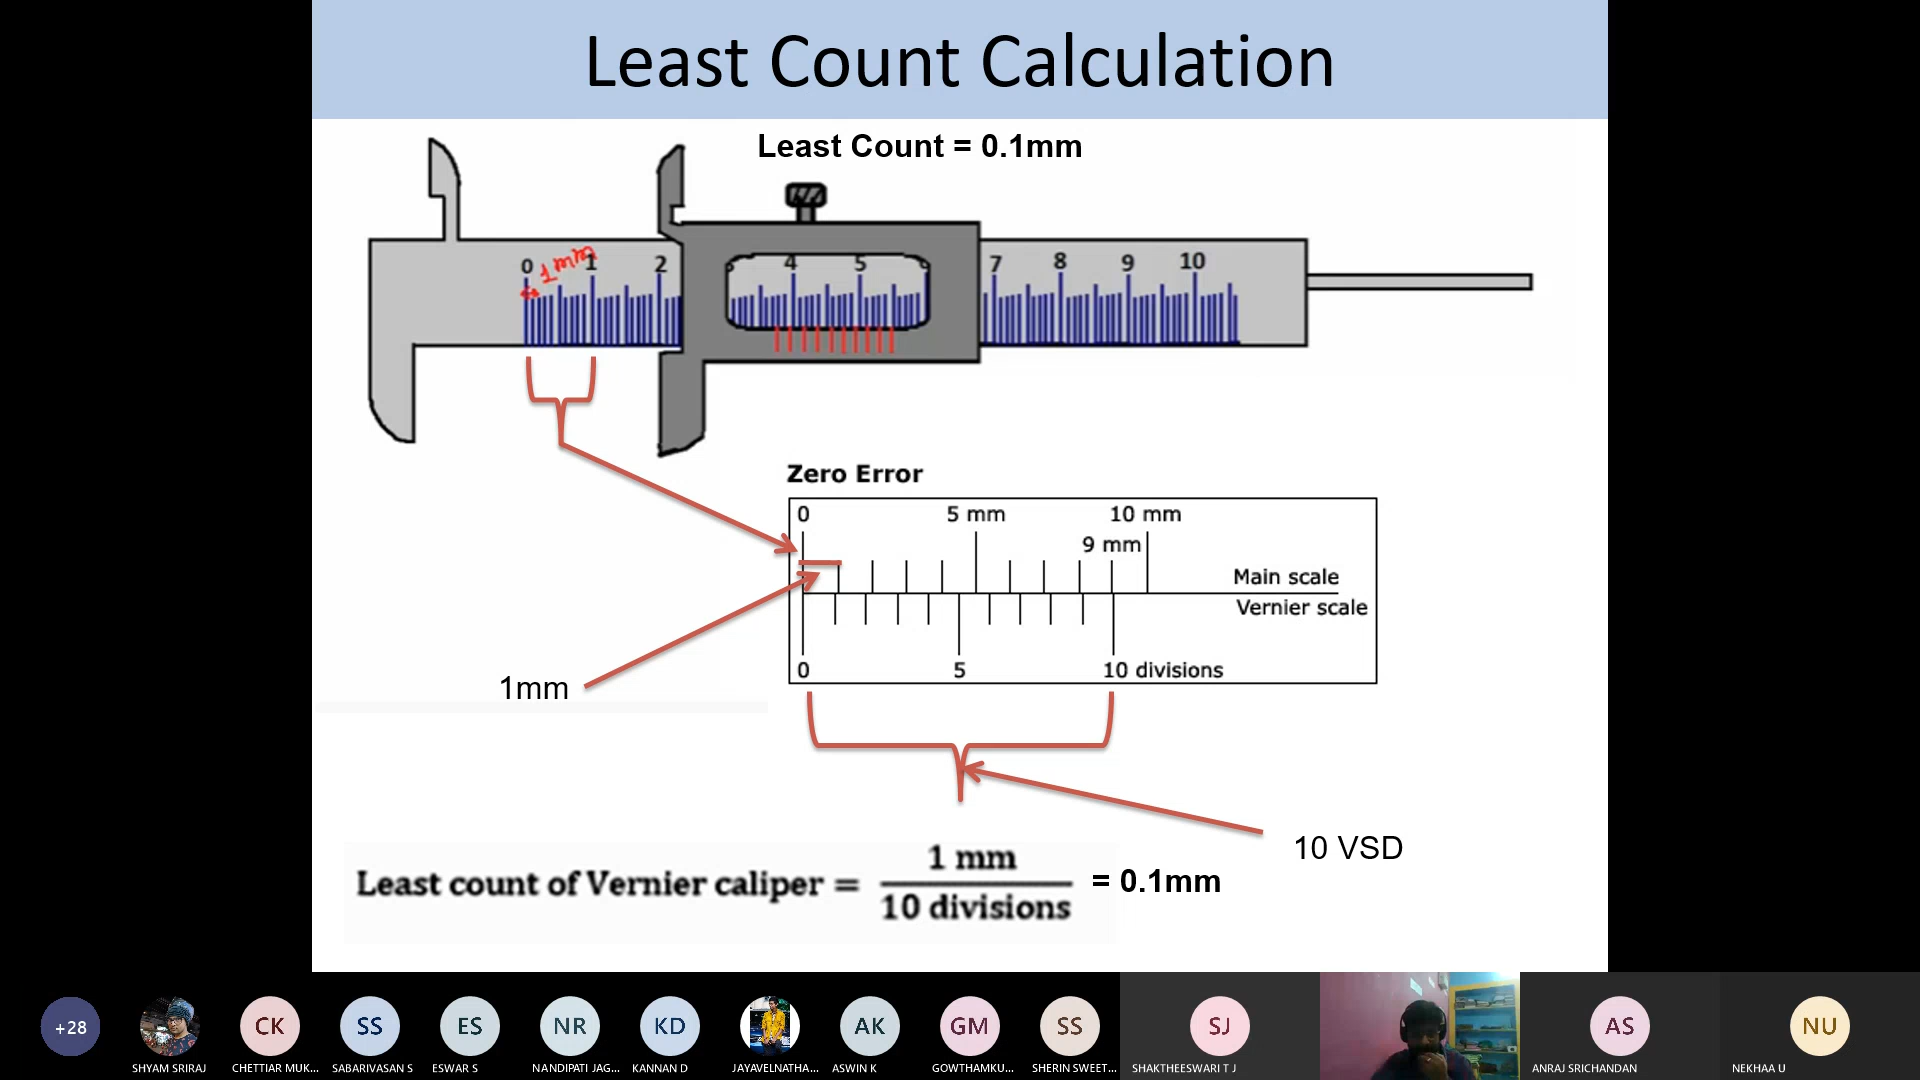 Least Count Calculation
Least Count = 0.1mm
0 1 2 4 5 7 8 9 10
Zero Error
0 5 mm 10 mm
9 mm
Main scale
Vernier scale
0 5 10 divisions
1mm
10 VSD
Least count of Vernier caliper = 1 mm / 10 divisions = 0.1mm
+28
CK SS ES NR KD AK GM SS SJ AS NU
SHYAM SRIRAJ CHETTIAR MUK... SABARIVASAN S ESWAR S NANDIPATI JAG... KANNAN D JAYAVELNATHA... ASWIN K GOWTHAMKU... SHERIN SWEET... SHAKTHEESWARI T J ANRAJ SRICHANDAN NEKHAA U